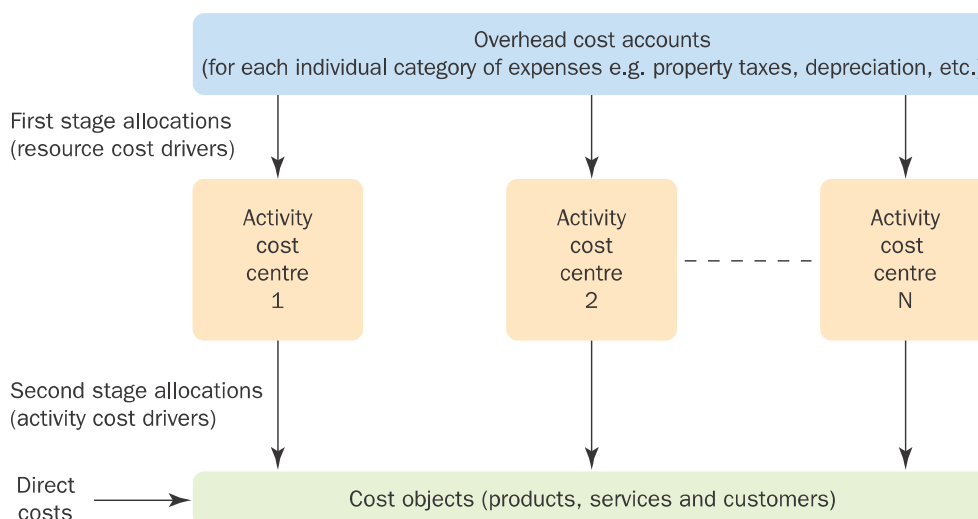 Overhead cost accounts
(for each individual category of expenses e.g. property taxes, depreciation, etc.)
First stage allocations
(resource cost drivers)
Activity
cost
centre
1
Activity
cost
centre
2
Activity
cost
centre
N
Second stage allocations
(activity cost drivers)
Direct
costs
Cost objects (products, services and customers)